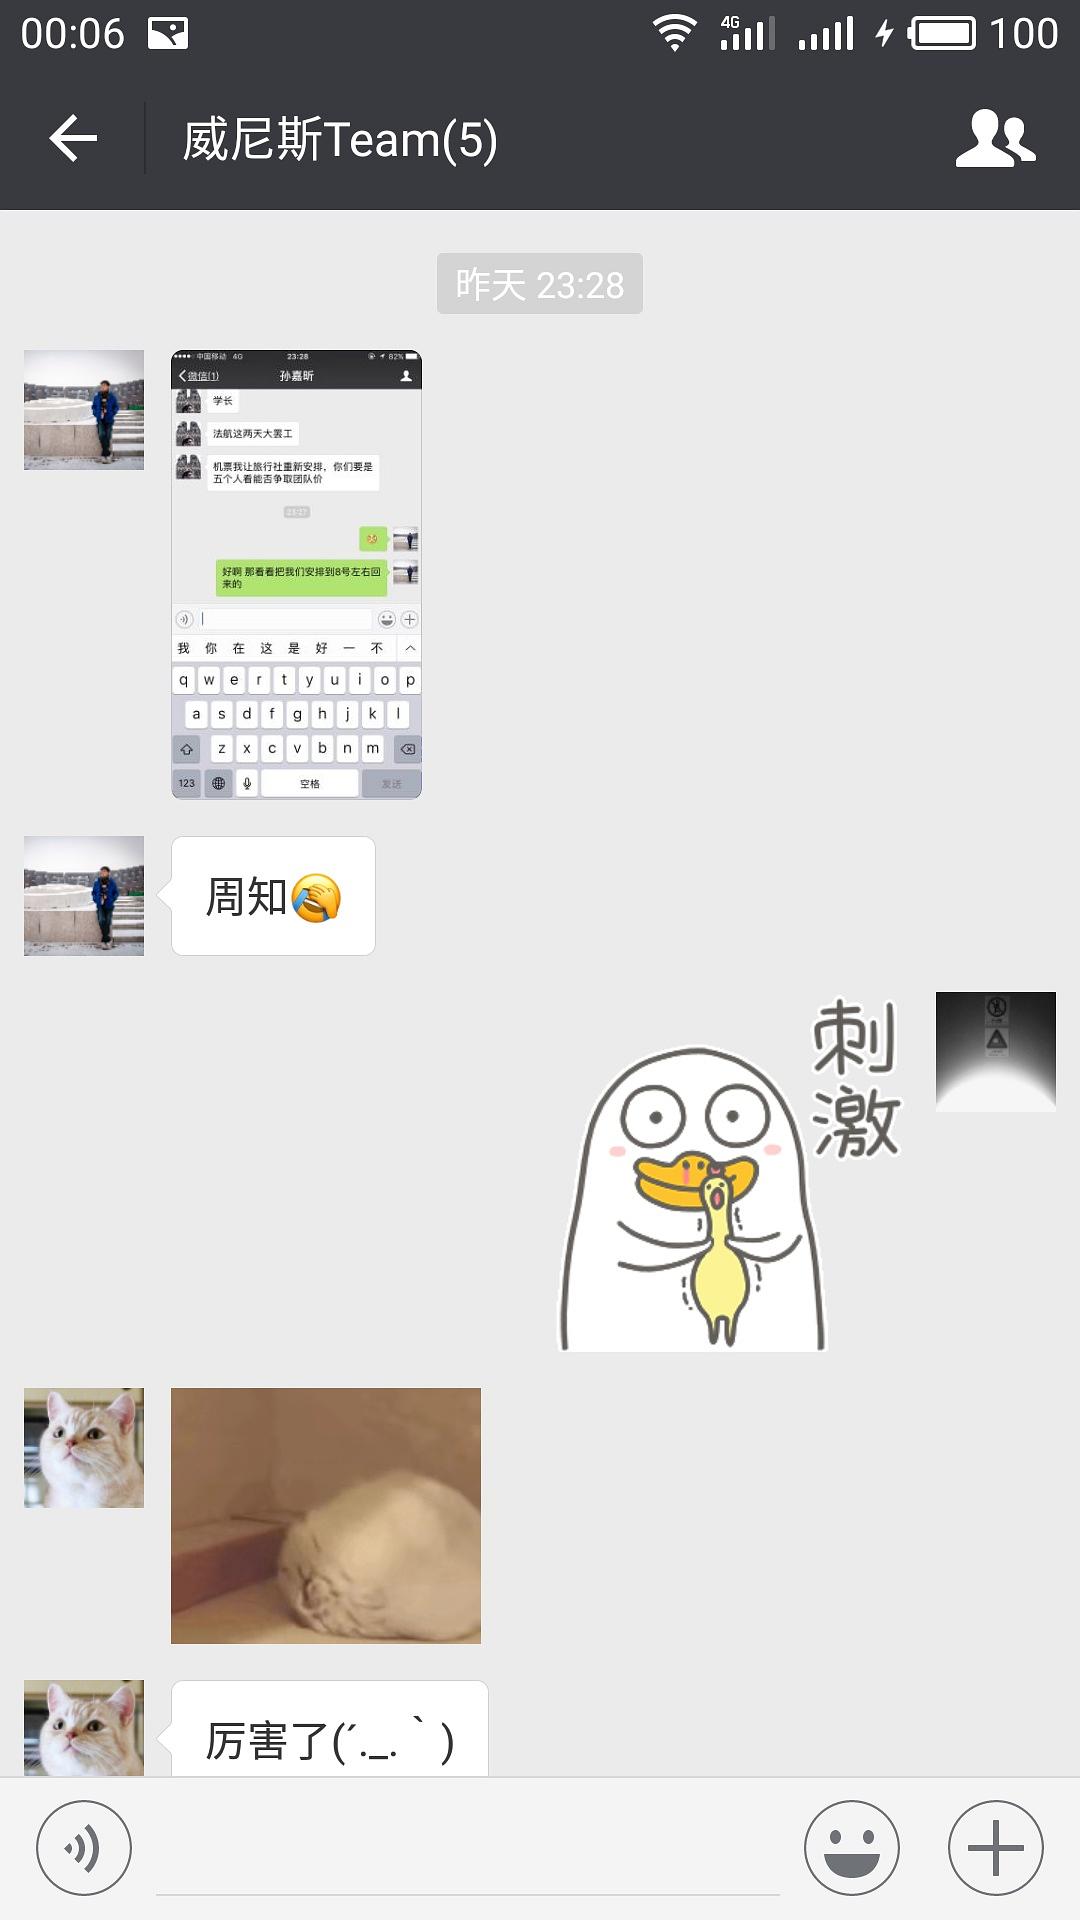 00:06
4G
100
威尼斯Team(5)
昨天 23:28
中国移动 4G 23:28 82%
微信(1) 孙嘉昕
学长
法航这两天大罢工
机票我让旅行社重新安排，你们要是
五个人看能否争取团队价
23:27
好啊 那看看把我们安排到8号左右回
来的
我 你 在 这 是 好 一 不
q w e r t y u i o p
a s d f g h j k l
z x c v b n m
123 空格 发送
周知🤦
刺
激
厉害了(´._.｀)